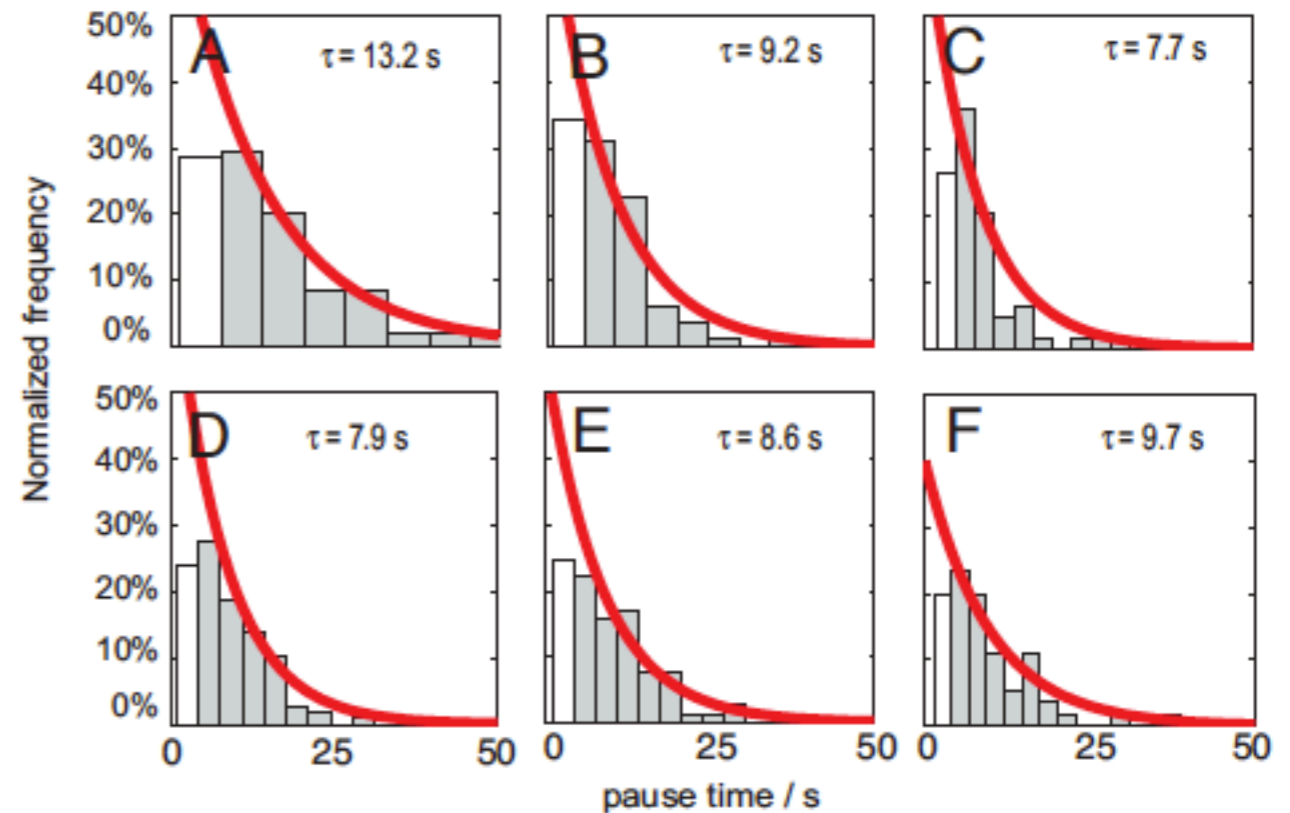 50%
40%
30%
20%
10%
0%
A
τ = 13.2 s
B
τ = 9.2 s
C
τ = 7.7 s
Normalized frequency
50%
40%
30%
20%
10%
0%
D
τ = 7.9 s
E
τ = 8.6 s
F
τ = 9.7 s
0 25 50 0 25 50 0 25 50
pause time / s